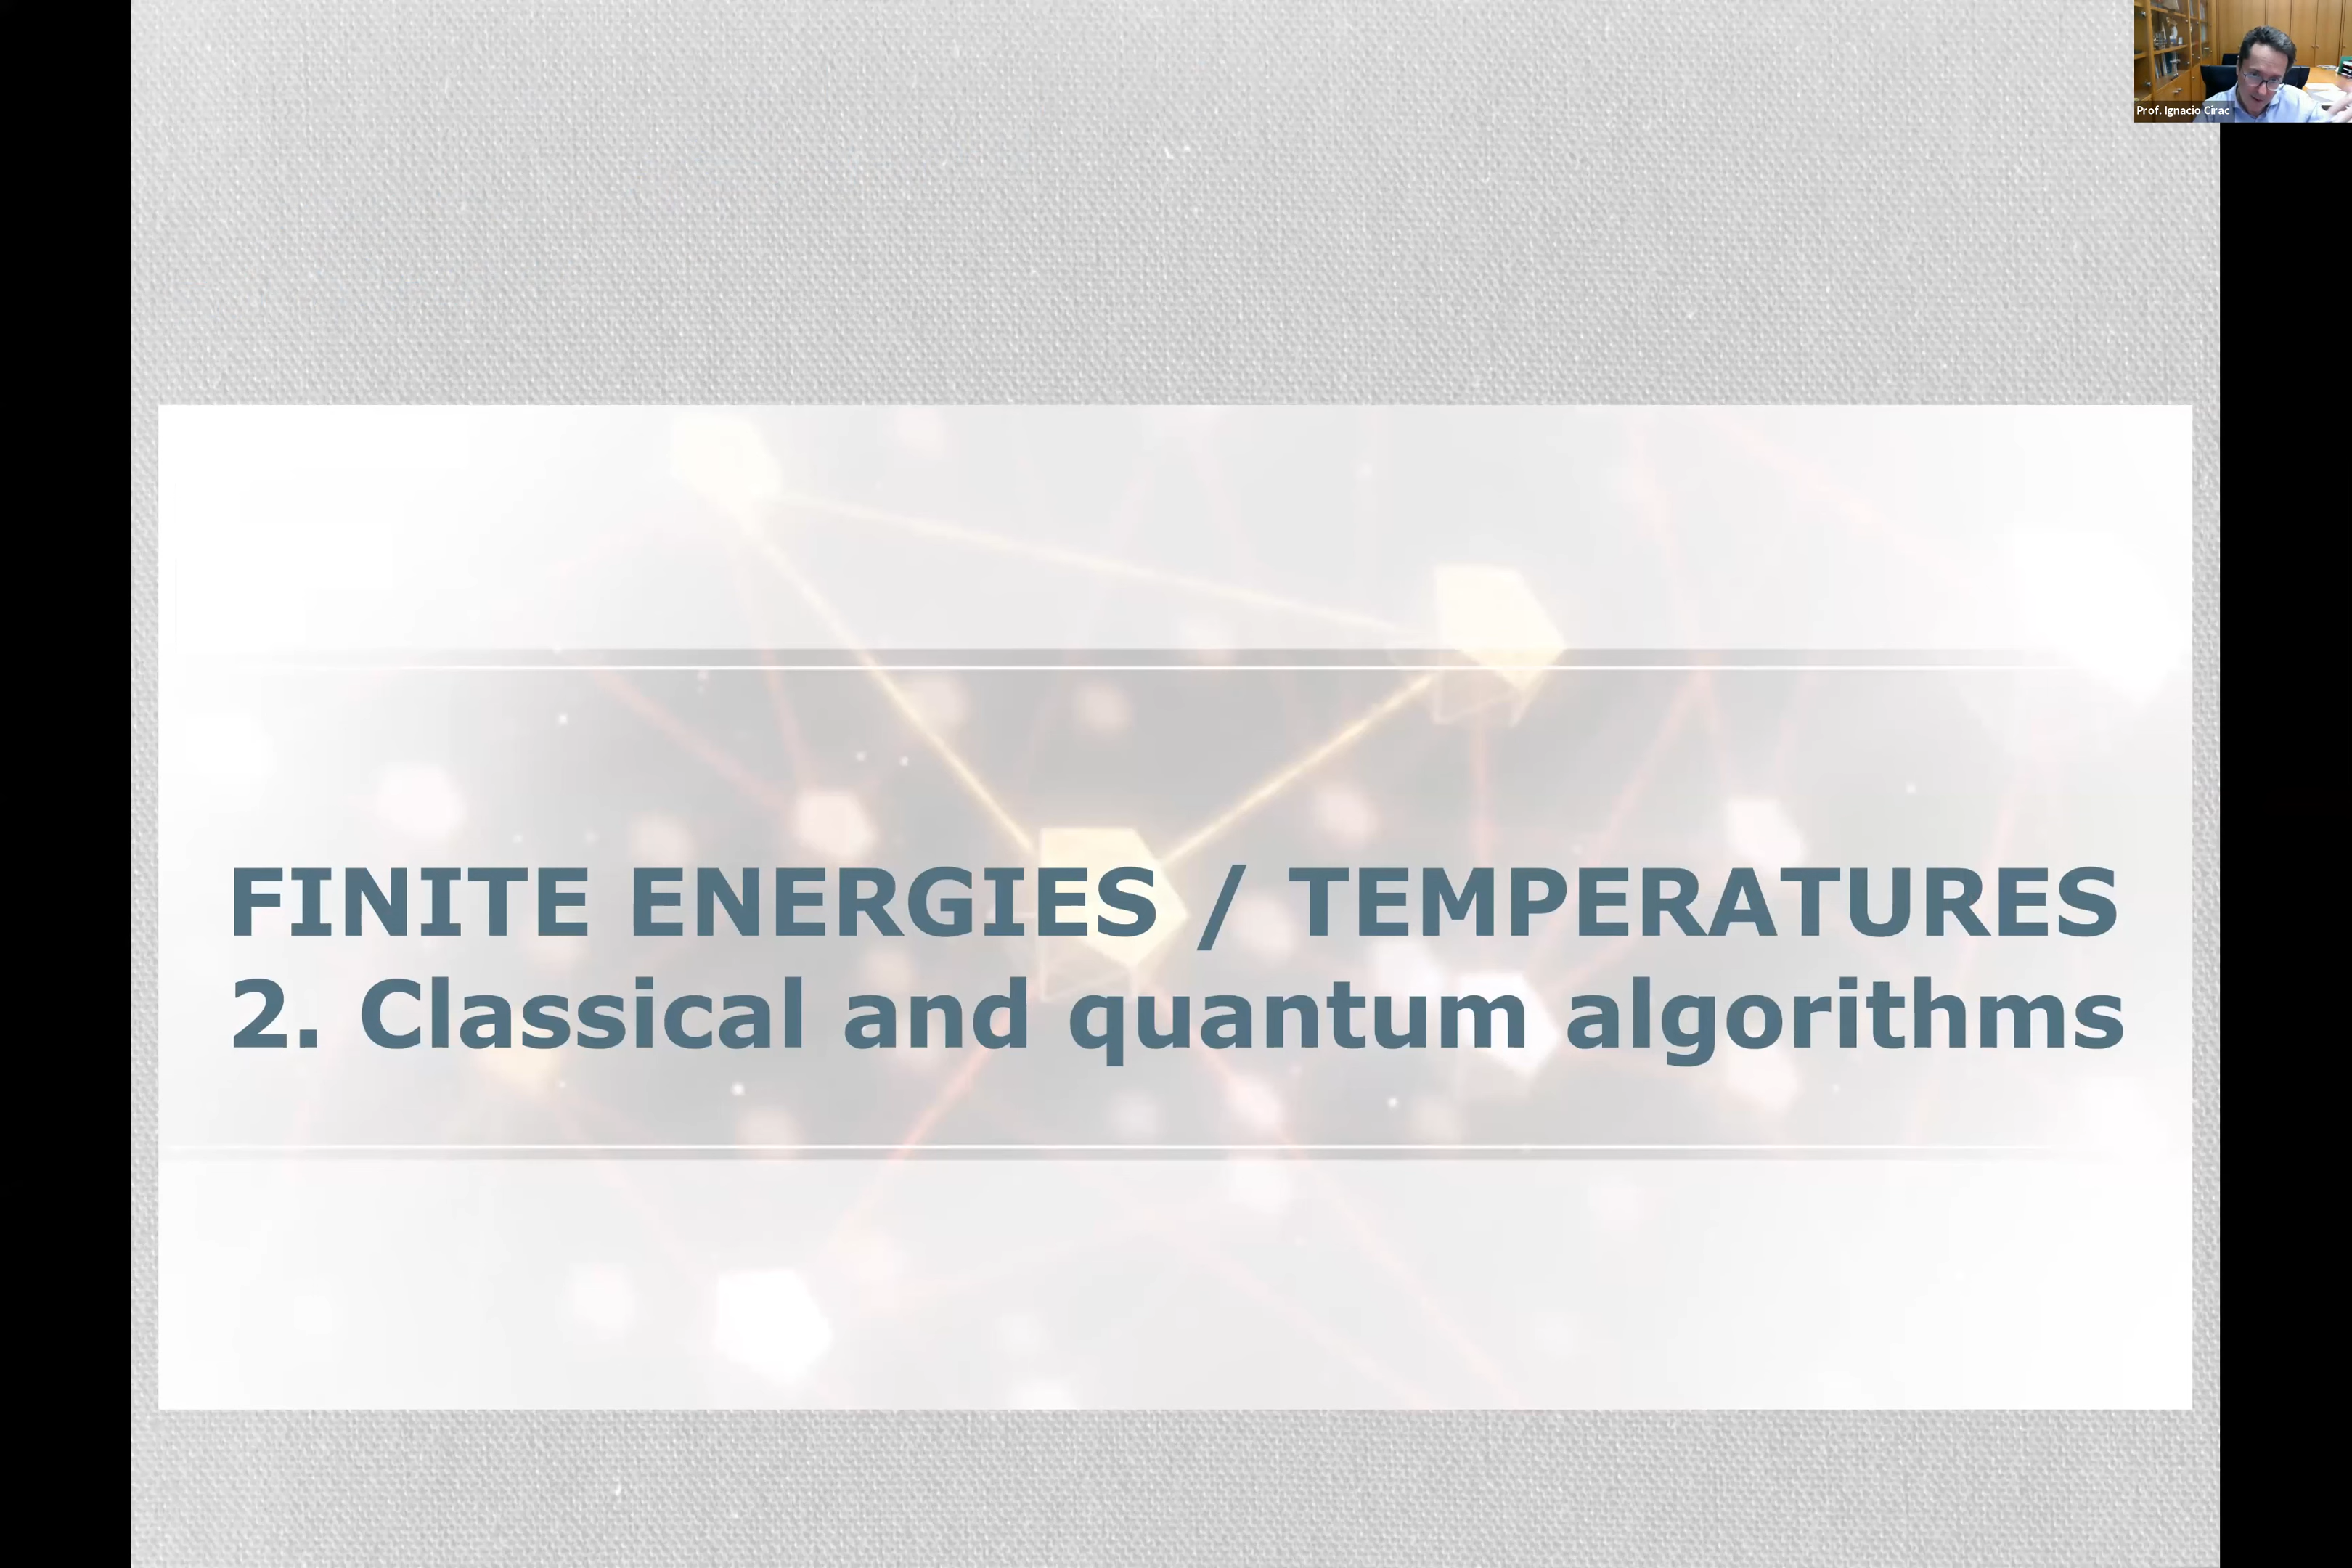 Prof. Ignacio Cirac
FINITE ENERGIES / TEMPERATURES
2. Classical and quantum algorithms